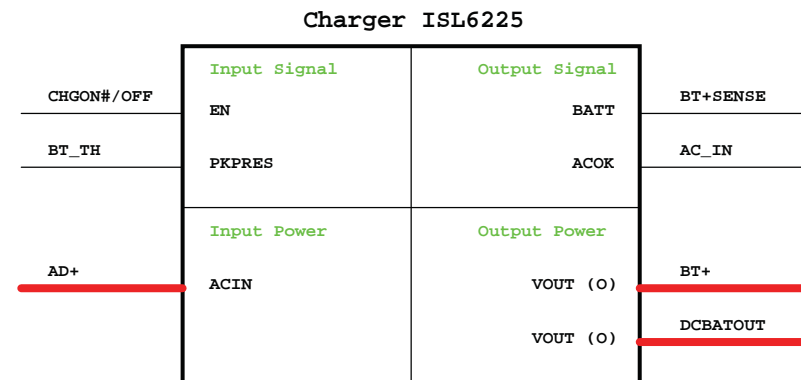 Charger ISL6225
Input Signal
Output Signal
CHGON#/OFF
EN
BATT
BT+SENSE
BT_TH
PKPRES
ACOK
AC_IN
Input Power
Output Power
AD+
ACIN
VOUT (O)
BT+
VOUT (O)
DCBATOUT